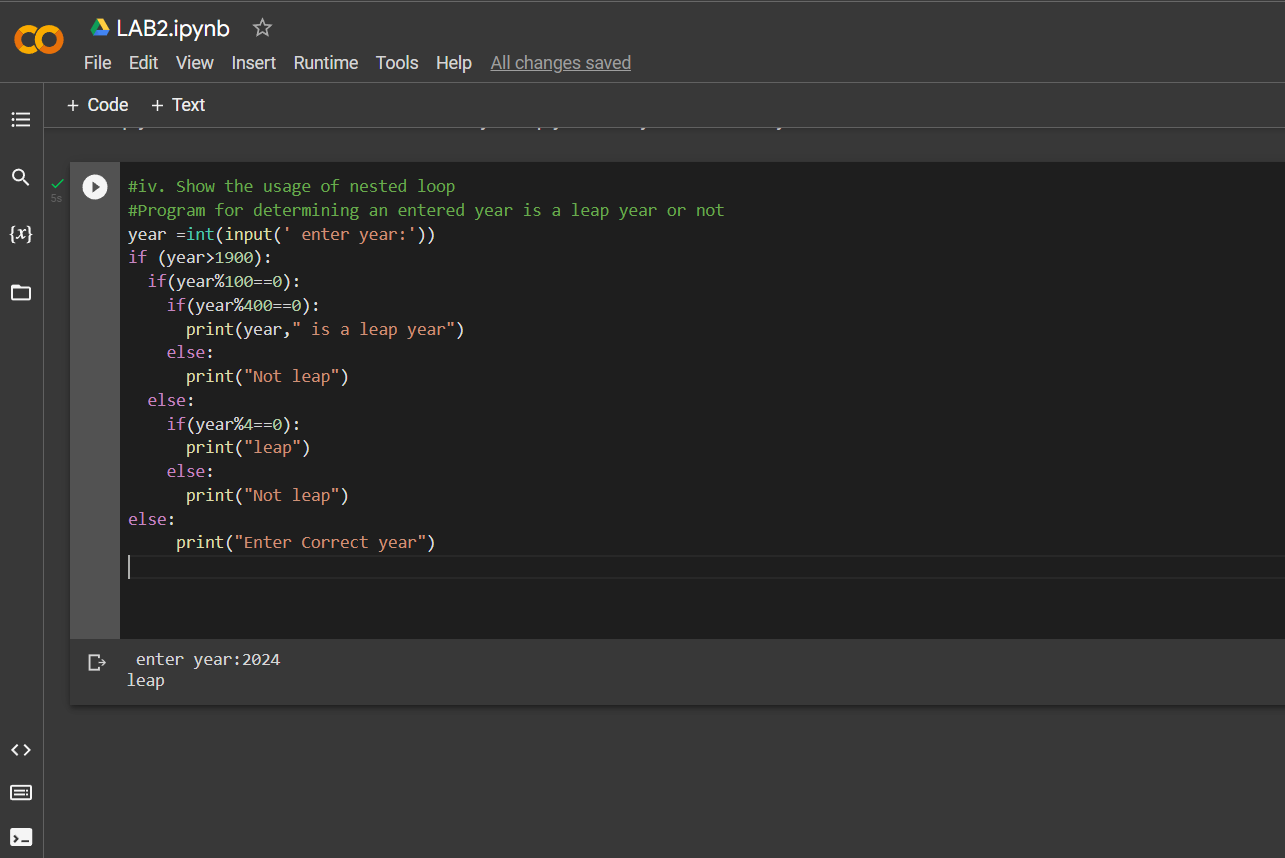 LAB2.ipynb
File Edit View Insert Runtime Tools Help All changes saved
+ Code + Text
5s
#iv. Show the usage of nested loop
#Program for determining an entered year is a leap year or not
year =int(input(' enter year:'))
if (year>1900):
  if(year%100==0):
    if(year%400==0):
      print(year," is a leap year")
    else:
      print("Not leap")
  else:
    if(year%4==0):
      print("leap")
    else:
      print("Not leap")
else:
     print("Enter Correct year")
 enter year:2024
leap